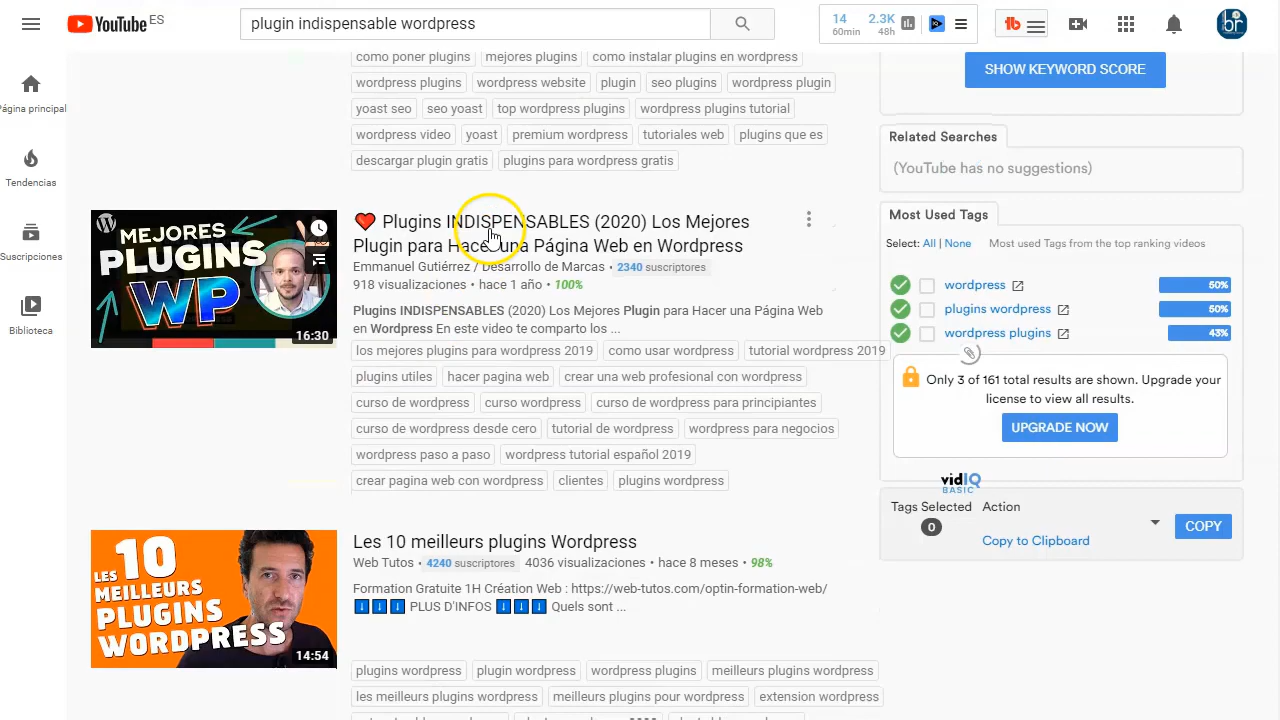 YouTube ES
plugin indispensable wordpress
14
60min
2.3K
48h
Página principal
Tendencias
Suscripciones
Biblioteca
como poner plugins
mejores plugins
como instalar plugins en wordpress
wordpress plugins
wordpress website
plugin
seo plugins
wordpress plugin
yoast seo
seo yoast
top wordpress plugins
wordpress plugins tutorial
wordpress video
yoast
premium wordpress
tutoriales web
plugins que es
descargar plugin gratis
plugins para wordpress gratis
MEJORES
PLUGINS
WP
16:30
❤️ Plugins INDISPENSABLES (2020) Los Mejores
Plugin para Hacer una Página Web en Wordpress
Emmanuel Gutiérrez / Desarrollo de Marcas • 2340 suscriptores
918 visualizaciones • hace 1 año • 100%
Plugins INDISPENSABLES (2020) Los Mejores Plugin para Hacer una Página Web
en Wordpress En este video te comparto los ...
los mejores plugins para wordpress 2019
como usar wordpress
tutorial wordpress 2019
plugins utiles
hacer pagina web
crear una web profesional con wordpress
curso de wordpress
curso wordpress
curso de wordpress para principiantes
curso de wordpress desde cero
tutorial de wordpress
wordpress para negocios
wordpress paso a paso
wordpress tutorial español 2019
crear pagina web con wordpress
clientes
plugins wordpress
LES 10
MEILLEURS
PLUGINS
WORDPRESS
14:54
Les 10 meilleurs plugins Wordpress
Web Tutos • 4240 suscriptores 4036 visualizaciones • hace 8 meses • 98%
Formation Gratuite 1H Création Web : https://web-tutos.com/optin-formation-web/
⬇⬇⬇ PLUS D'INFOS ⬇⬇⬇ Quels sont ...
plugins wordpress
plugin wordpress
wordpress plugins
meilleurs plugins wordpress
les meilleurs plugins wordpress
meilleurs plugins pour wordpress
extension wordpress
SHOW KEYWORD SCORE
Related Searches
(YouTube has no suggestions)
Most Used Tags
Select: All | None Most used Tags from the top ranking videos
wordpress 50%
plugins wordpress 50%
wordpress plugins 43%
Only 3 of 161 total results are shown. Upgrade your
license to view all results.
UPGRADE NOW
vidIQ
BASIC
Tags Selected
0
Action
Copy to Clipboard
COPY